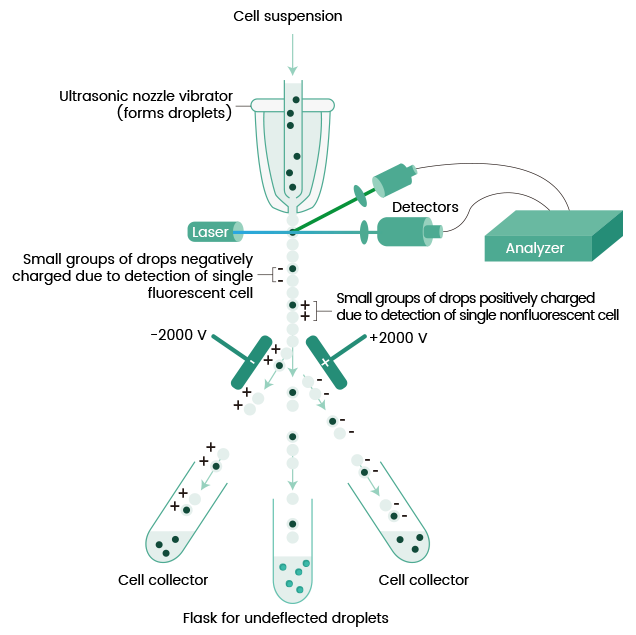 Cell suspension
Ultrasonic nozzle vibrator
(forms droplets)
Detectors
Laser
Analyzer
Small groups of drops negatively
charged due to detection of single
fluorescent cell
-
-
+
+
Small groups of drops positively charged
due to detection of single nonfluorescent cell
-2000 V
+2000 V
-
+
+
+
-
-
+
+
-
-
+
+
-
-
+
+
-
-
Cell collector
Cell collector
Flask for undeflected droplets